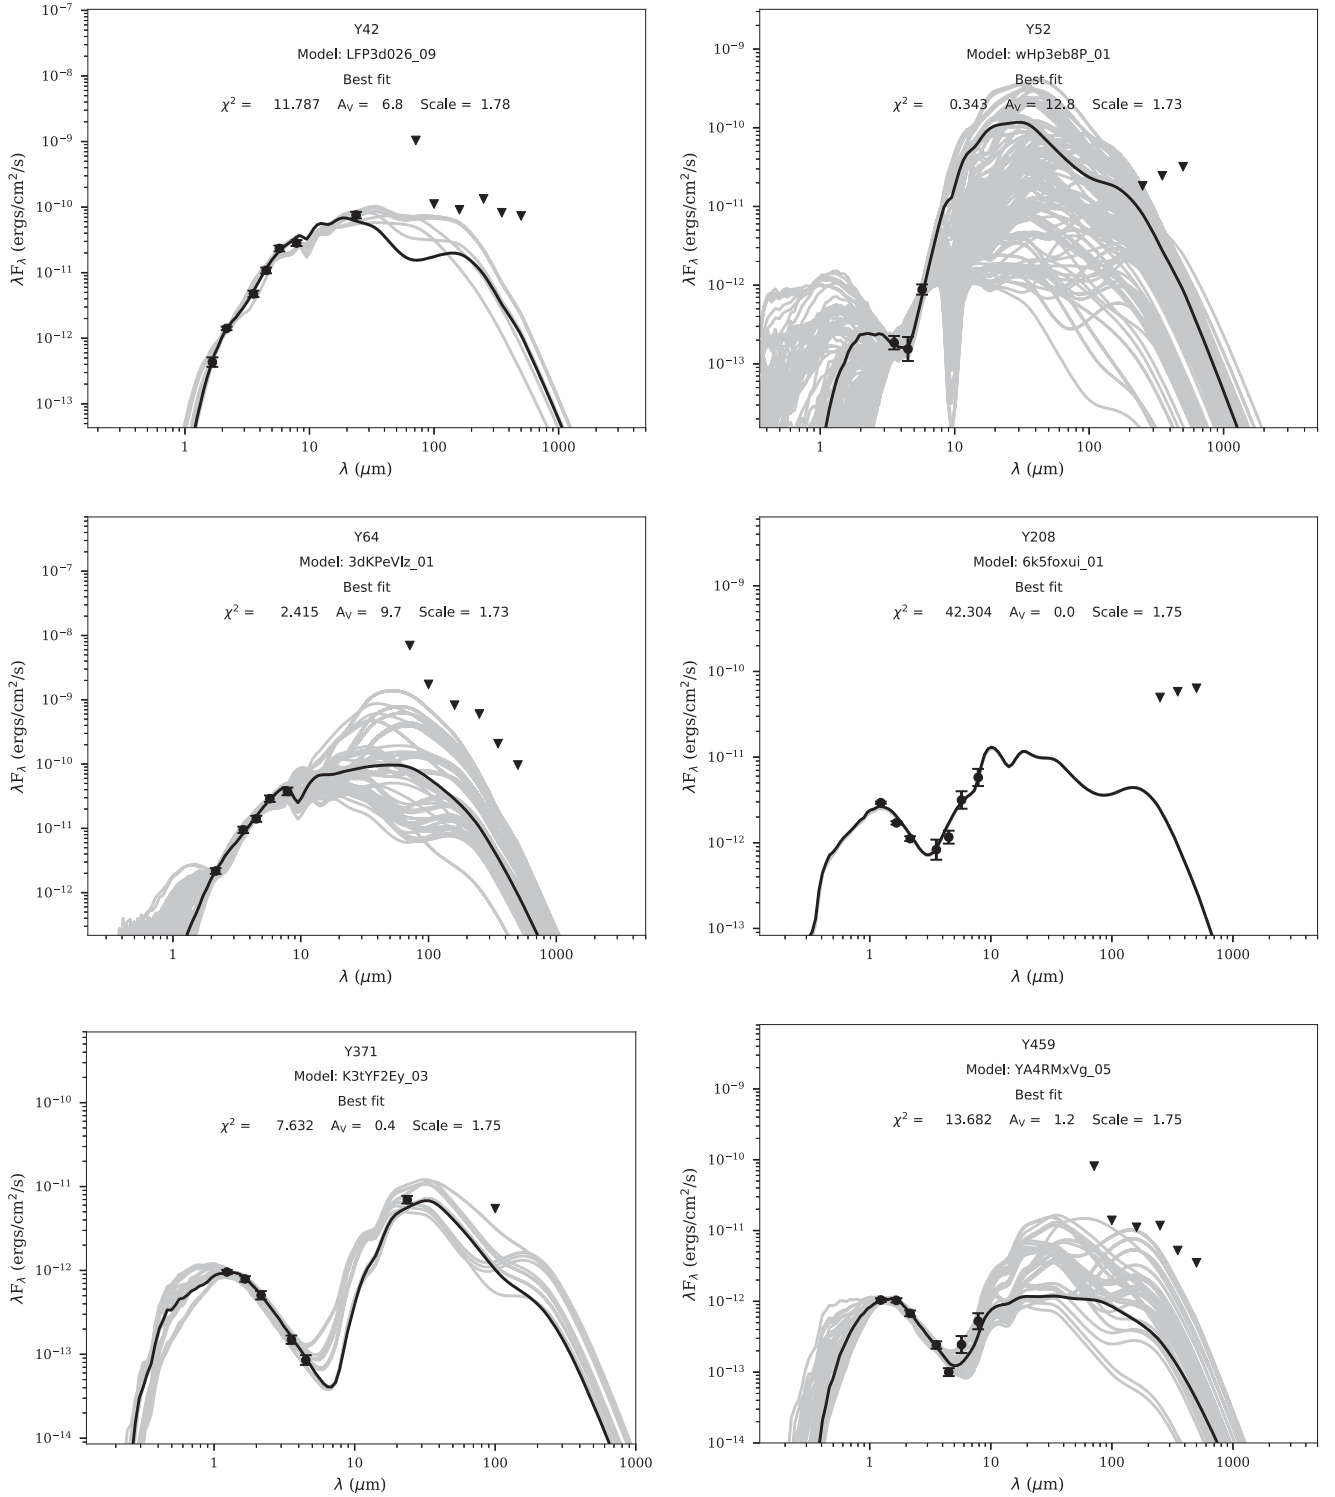 Y42
Model: LFP3d026_09
Best fit
χ² = 11.787 A_V = 6.8 Scale = 1.78
10⁻⁷
10⁻⁸
10⁻⁹
10⁻¹⁰
10⁻¹¹
10⁻¹²
10⁻¹³
λF_λ (ergs/cm²/s)
1 10 100 1000
λ (μm)
Y52
Model: wHp3eb8P_01
Best fit
χ² = 0.343 A_V = 12.8 Scale = 1.73
10⁻⁹
10⁻¹⁰
10⁻¹¹
10⁻¹²
10⁻¹³
λF_λ (ergs/cm²/s)
1 10 100 1000
λ (μm)
Y64
Model: 3dKPeVlz_01
Best fit
χ² = 2.415 A_V = 9.7 Scale = 1.73
10⁻⁷
10⁻⁸
10⁻⁹
10⁻¹⁰
10⁻¹¹
10⁻¹²
λF_λ (ergs/cm²/s)
1 10 100 1000
λ (μm)
Y208
Model: 6k5foxui_01
Best fit
χ² = 42.304 A_V = 0.0 Scale = 1.75
10⁻⁹
10⁻¹⁰
10⁻¹¹
10⁻¹²
10⁻¹³
λF_λ (ergs/cm²/s)
1 10 100 1000
λ (μm)
Y371
Model: K3tYF2Ey_03
Best fit
χ² = 7.632 A_V = 0.4 Scale = 1.75
10⁻¹⁰
10⁻¹¹
10⁻¹²
10⁻¹³
10⁻¹⁴
λF_λ (ergs/cm²/s)
1 10 100 1000
λ (μm)
Y459
Model: YA4RMxVg_05
Best fit
χ² = 13.682 A_V = 1.2 Scale = 1.75
10⁻⁹
10⁻¹⁰
10⁻¹¹
10⁻¹²
10⁻¹³
10⁻¹⁴
λF_λ (ergs/cm²/s)
1 10 100 1000
λ (μm)